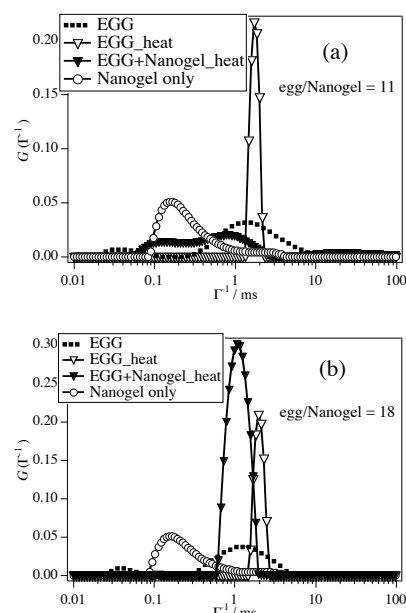 EGG
EGG_heat
EGG+Nanogel_heat
Nanogel only
(a)
egg/Nanogel = 11
0.20
0.15
0.10
0.05
0.00
G(Γ⁻¹)
0.01 0.1 1 10 100
Γ⁻¹ / ms
EGG
EGG_heat
EGG+Nanogel_heat
Nanogel only
(b)
egg/Nanogel = 18
0.30
0.25
0.20
0.15
0.10
0.05
0.00
G(Γ⁻¹)
0.01 0.1 1 10 100
Γ⁻¹ / ms